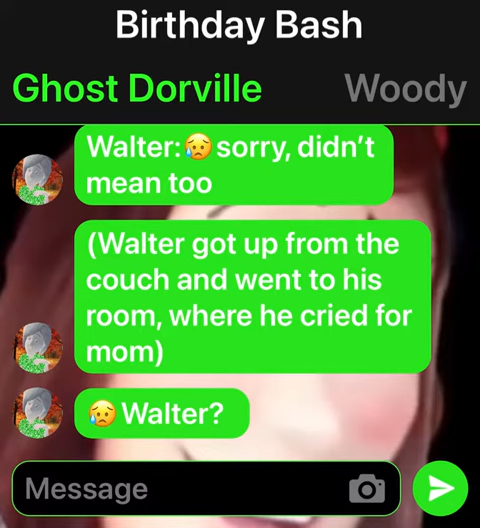 Birthday Bash
Ghost Dorville Woody
Walter:😥sorry, didn't
mean too
(Walter got up from the
couch and went to his
room, where he cried for
mom)
😥 Walter?
Message